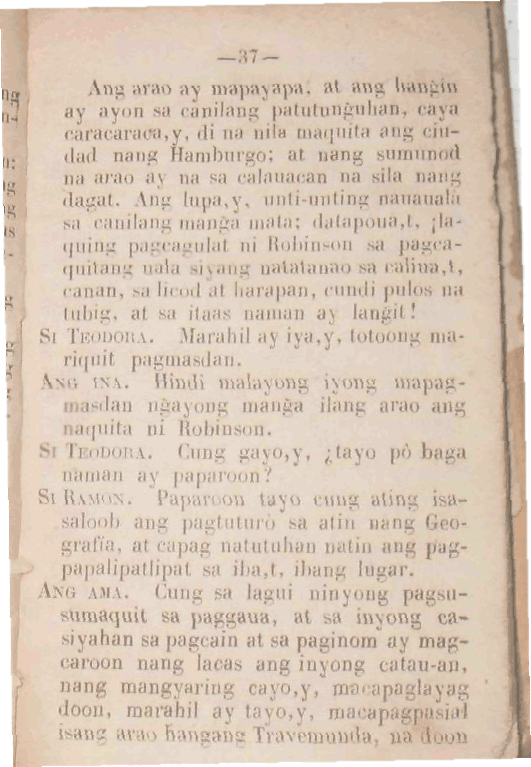 —37—
Ang arao ay mapayapa, at ang hangin
ay ayon sa canilang patutunguhan, caya
caracaraca,y, di na nila maquita ang ciu-
dad nang Hamburgo; at nang sumunod
na arao ay na sa calauacan na sila nang
dagat. Ang lupa,y, unti-unting nauauala
sa canilang manga mata; datapoua,t, ¡la-
quing pagcagulat ni Robinson sa pagca-
quitang uala siyang natatanao sa caliua,t,
canan, sa licod at harapan, cundi pulos na
tubig, at sa itaas naman ay langit!
SI TEODORA. Marahil ay iya,y, totoong ma-
riquit pagmasdan.
ANG INA. Hindi malayong iyong mapag-
masdan ngayong manga ilang arao ang
naquita ni Robinson.
SI TEODORA. Cung gayo,y, ¿tayo pô baga
naman ay paparoon?
SI RAMON. Paparoon tayo cung ating isa-
saloob ang pagtuturò sa atin nang Geo-
grafía, at capag natutuhan natin ang pag-
papalipatlipat sa iba,t, ibang lugar.
ANG AMA. Cung sa lagui ninyong pagsu-
sumaquit sa paggaua, at sa inyong ca-
siyahan sa pagcain at sa paginom ay mag-
caroon nang lacas ang inyong catau-an,
nang mangyaring cayo,y, macapaglayag
doon, marahil ay tayo,y, macapagpasial
isang arao hangang Travemunda, na doon